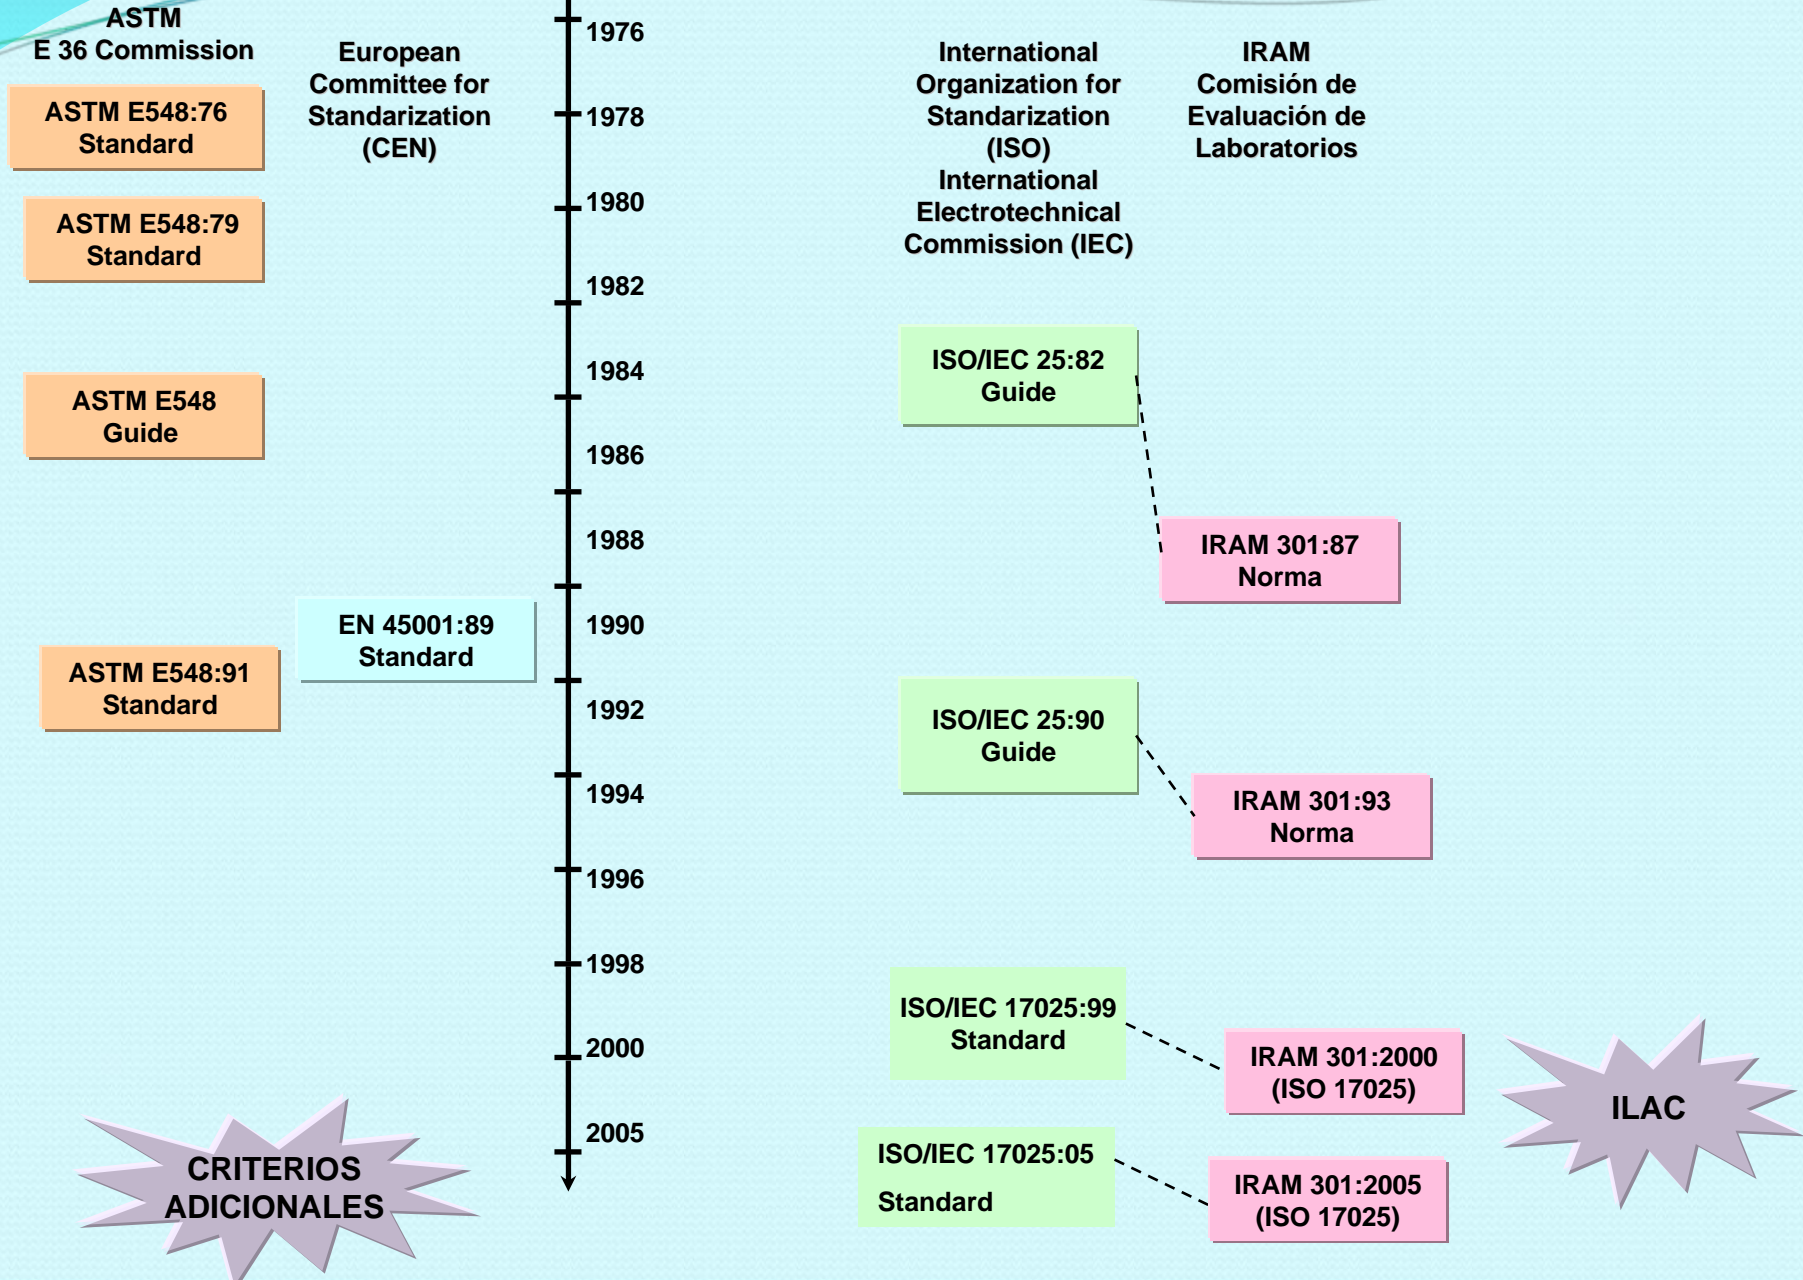 ASTM
E 36 Commission
ASTM E548:76
Standard
ASTM E548:79
Standard
ASTM E548
Guide
ASTM E548:91
Standard
European
Committee for
Standarization
(CEN)
EN 45001:89
Standard
1976
1978
1980
1982
1984
1986
1988
1990
1992
1994
1996
1998
2000
2005
International
Organization for
Standarization
(ISO)
International
Electrotechnical
Commission (IEC)
ISO/IEC 25:82
Guide
ISO/IEC 25:90
Guide
ISO/IEC 17025:99
Standard
ISO/IEC 17025:05
Standard
IRAM
Comisión de
Evaluación de
Laboratorios
IRAM 301:87
Norma
IRAM 301:93
Norma
IRAM 301:2000
(ISO 17025)
IRAM 301:2005
(ISO 17025)
ILAC
CRITERIOS
ADICIONALES